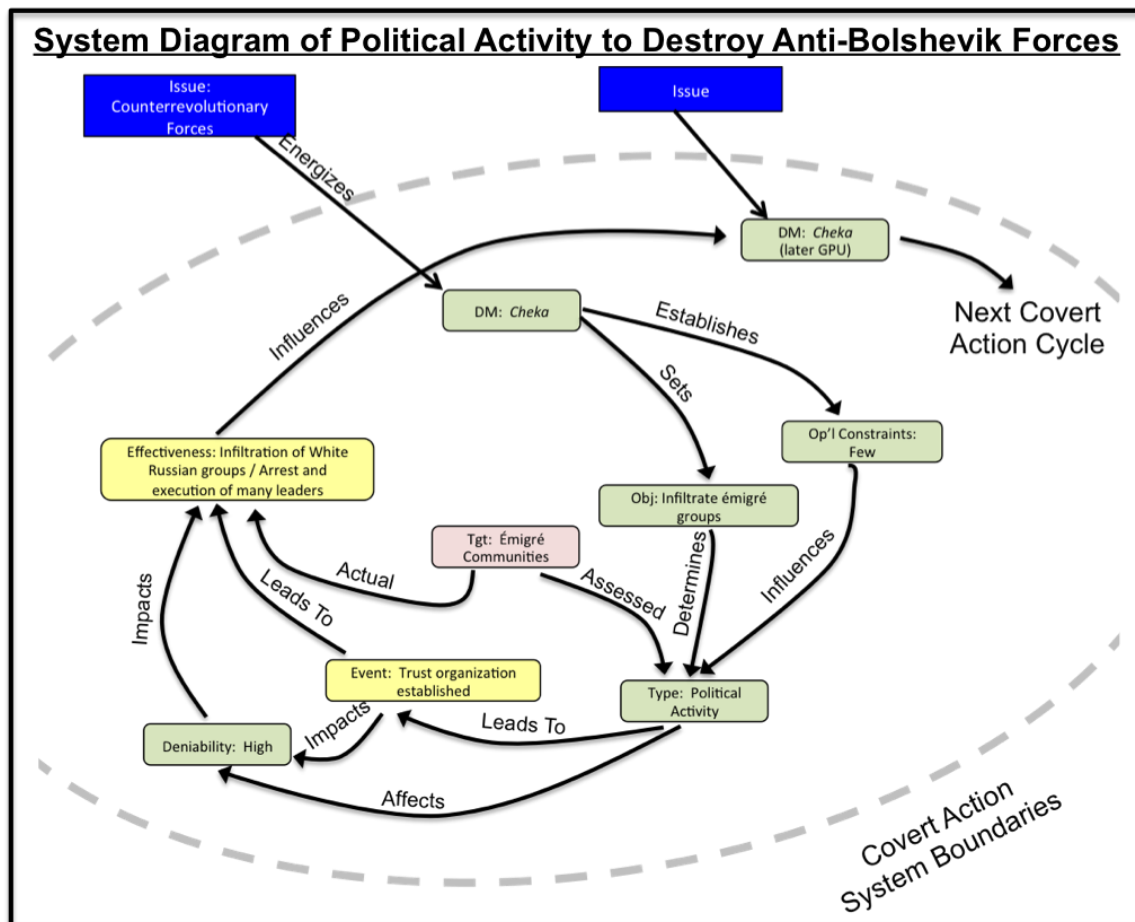 System Diagram of Political Activity to Destroy Anti-Bolshevik Forces
Issue:
Counterrevolutionary
Forces
Issue
Energizes
DM: Cheka
(later GPU)
Influences
DM: Cheka
Establishes
Next Covert
Action Cycle
Sets
Effectiveness: Infiltration of White
Russian groups / Arrest and
execution of many leaders
Op'l Constraints:
Few
Obj: Infiltrate émigré
groups
Tgt: Émigré
Communities
Actual
Assessed
Determines
Influences
Impacts
Leads To
Event: Trust organization
established
Type: Political
Activity
Impacts
Leads To
Deniability: High
Affects
Covert Action
System Boundaries